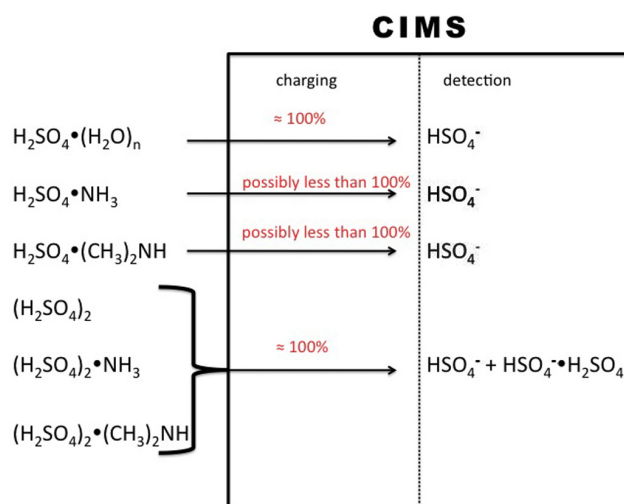 CIMS
charging detection
≈ 100%
H₂SO₄•(H₂O)ₙ HSO₄⁻
possibly less than 100%
H₂SO₄•NH₃ HSO₄⁻
possibly less than 100%
H₂SO₄•(CH₃)₂NH HSO₄⁻
(H₂SO₄)₂
≈ 100%
(H₂SO₄)₂•NH₃ HSO₄⁻ + HSO₄⁻•H₂SO₄
(H₂SO₄)₂•(CH₃)₂NH